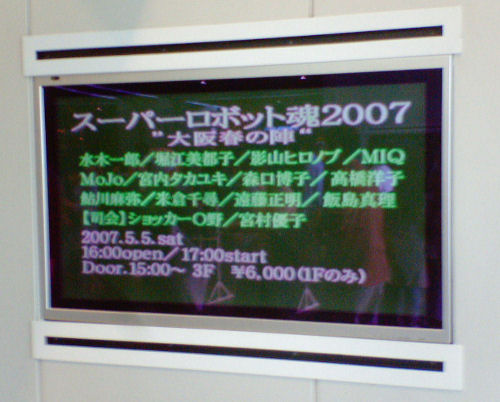 スーパーロボット魂2007
"大阪春の陣"
水木一郎／堀江美都子／影山ヒロノブ／MIQ
MoJo／宮内タカユキ／森口博子／高橋洋子
鮎川麻弥／米倉千尋／遠藤正明／飯島真理
【司会】ショッカーO野／宮村優子
2007.5.5.sat
16:00open／17:00start
Door.15:00～ 3F ￥6,000(1Fのみ)